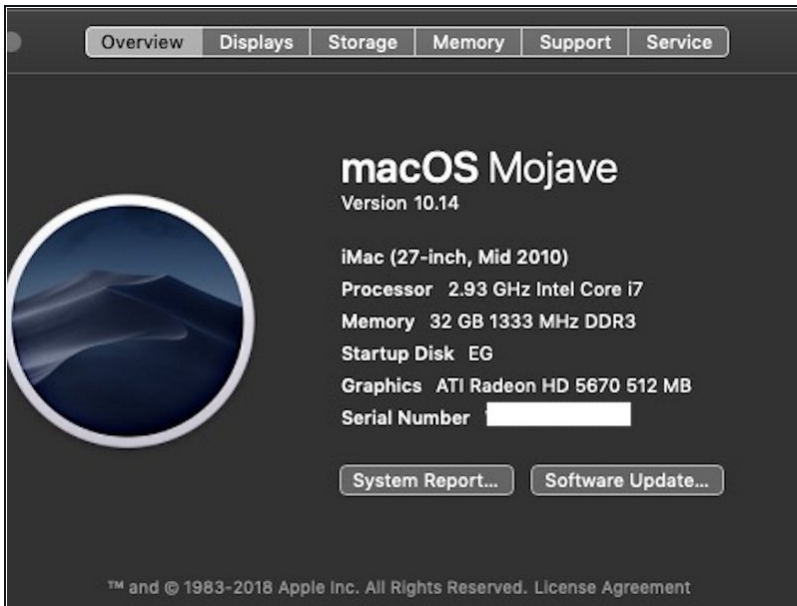 Overview Displays Storage Memory Support Service
macOS Mojave
Version 10.14
iMac (27-inch, Mid 2010)
Processor 2.93 GHz Intel Core i7
Memory 32 GB 1333 MHz DDR3
Startup Disk EG
Graphics ATI Radeon HD 5670 512 MB
Serial Number
System Report... Software Update...
™ and © 1983-2018 Apple Inc. All Rights Reserved. License Agreement